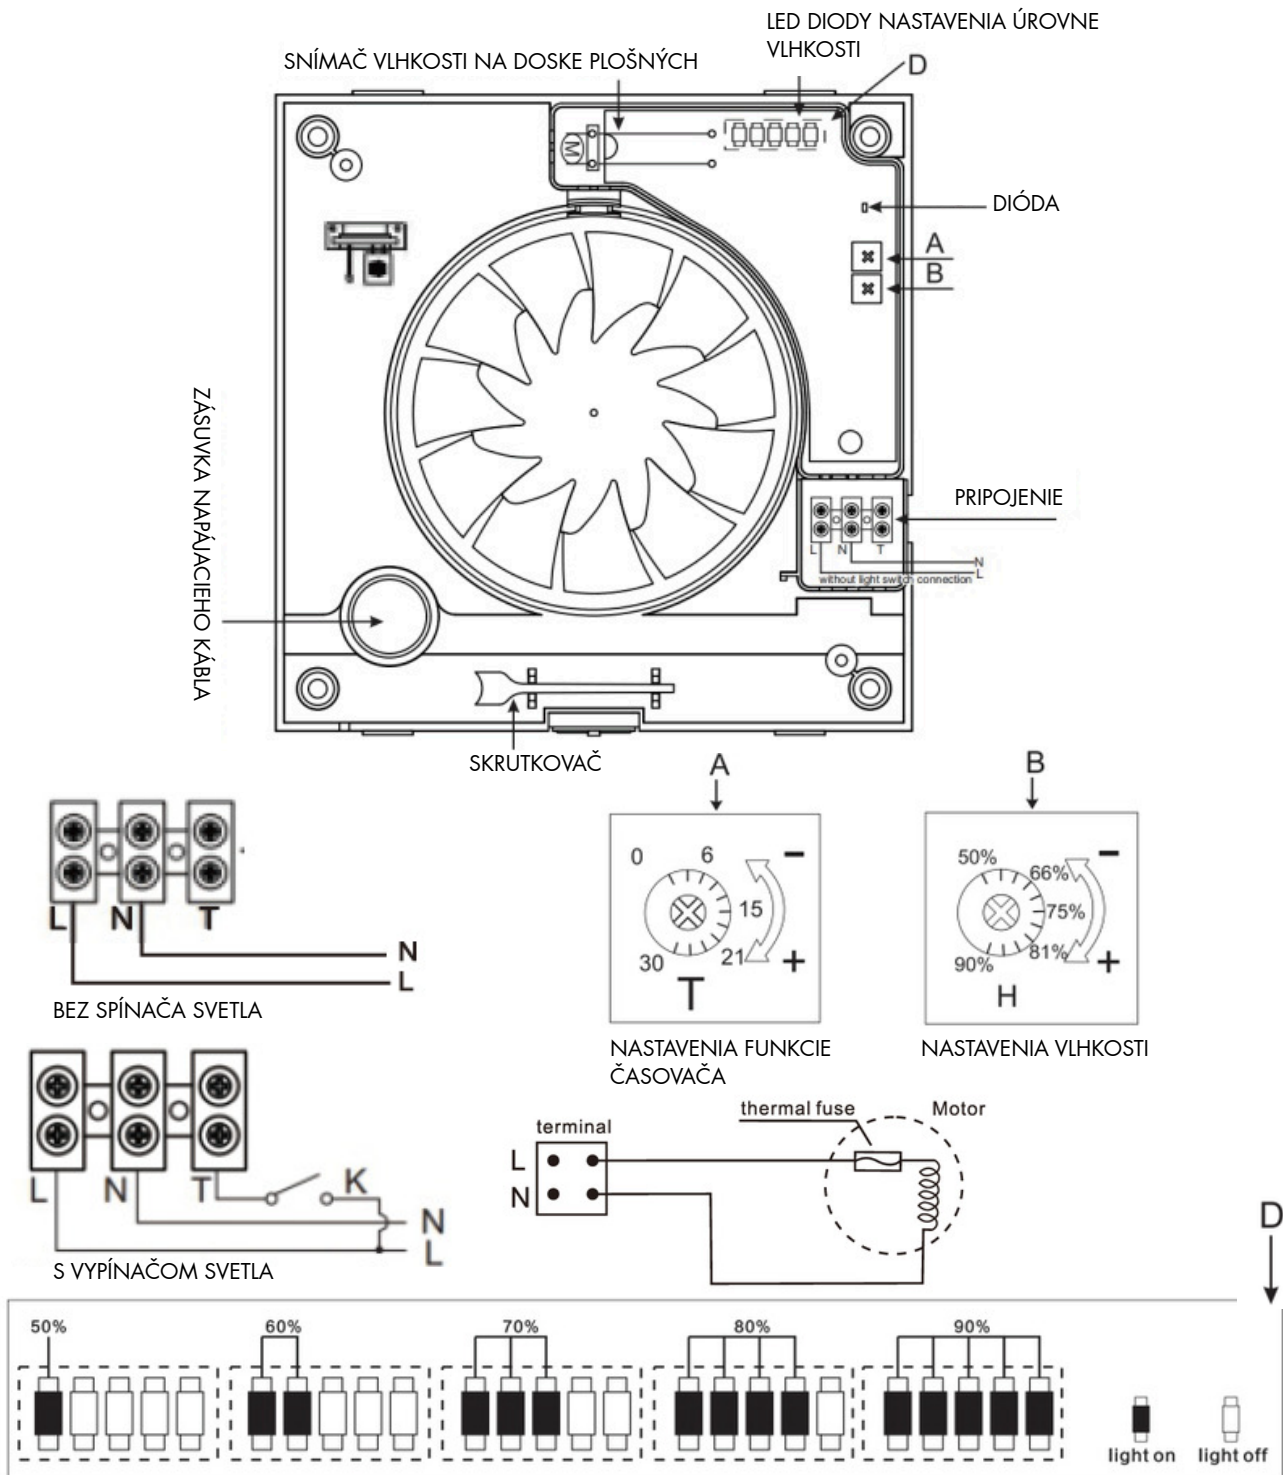 LED DIODY NASTAVENIA ÚROVNE
VLHKOSTI
SNÍMAČ VLHKOSTI NA DOSKE PLOŠNÝCH
D
M
DIÓDA
A
B
ZÁSUVKA NAPÁJACIEHO KÁBLA
PRIPOJENIE
L N T
N
L
without light switch connection
SKRUTKOVAČ
L N T
N
L
BEZ SPÍNAČA SVETLA
A
0 6
15
30 21
T
− +
NASTAVENIA FUNKCIE
ČASOVAČA
B
50%
66%
75%
81%
90%
H
− +
NASTAVENIA VLHKOSTI
L N T K
N
L
S VYPÍNAČOM SVETLA
terminal
L
N
thermal fuse
Motor
D
50% 60% 70% 80% 90%
light on light off